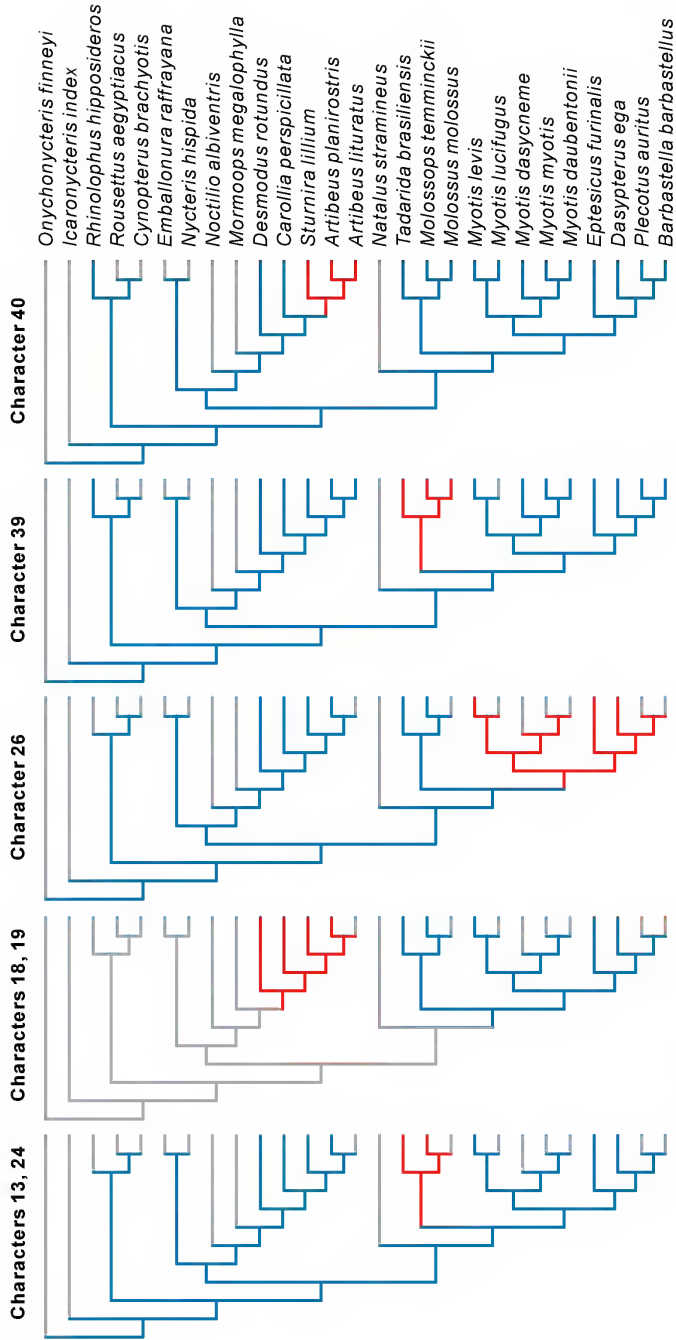 Onychonycteris finneyi
Icaronycteris index
Rhinolophus hipposideros
Rousettus aegyptiacus
Cynopterus brachyotis
Emballonura raffrayana
Nycteris hispida
Noctilio albiventris
Mormoops megalophylla
Desmodus rotundus
Carollia perspicillata
Sturnira lillium
Artibeus planirostris
Artibeus lituratus
Natalus stramineus
Tadarida brasiliensis
Molossops temminckii
Molossus molossus
Myotis levis
Myotis lucifugus
Myotis dasycneme
Myotis myotis
Myotis daubentonii
Eptesicus furinalis
Dasypterus ega
Plecotus auritus
Barbastella barbastellus
Character 40
Character 39
Character 26
Characters 18, 19
Characters 13, 24